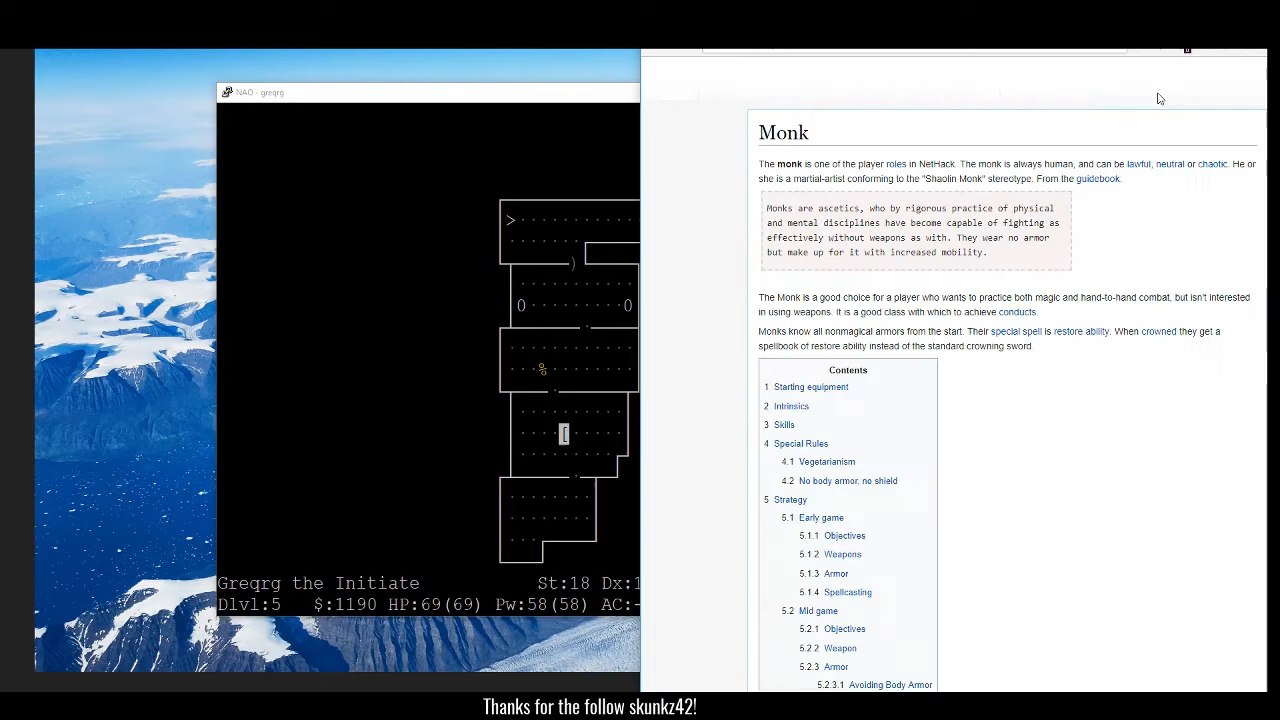 NAO - greqrg
>
)
0 0
%
[
Greqrg the Initiate St:18 Dx:1
Dlvl:5 $:1190 HP:69(69) Pw:58(58) AC:-
Monk
The monk is one of the player roles in NetHack. The monk is always human, and can be lawful, neutral or chaotic. He or
she is a martial-artist conforming to the "Shaolin Monk" stereotype. From the guidebook:
Monks are ascetics, who by rigorous practice of physical
and mental disciplines have become capable of fighting as
effectively without weapons as with. They wear no armor
but make up for it with increased mobility.
The Monk is a good choice for a player who wants to practice both magic and hand-to-hand combat, but isn't interested
in using weapons. It is a good class with which to achieve conducts.
Monks know all nonmagical armors from the start. Their special spell is restore ability. When crowned they get a
spellbook of restore ability instead of the standard crowning sword.
Contents
1 Starting equipment
2 Intrinsics
3 Skills
4 Special Rules
4.1 Vegetarianism
4.2 No body armor, no shield
5 Strategy
5.1 Early game
5.1.1 Objectives
5.1.2 Weapons
5.1.3 Armor
5.1.4 Spellcasting
5.2 Mid game
5.2.1 Objectives
5.2.2 Weapon
5.2.3 Armor
5.2.3.1 Avoiding Body Armor
Thanks for the follow skunkz42!